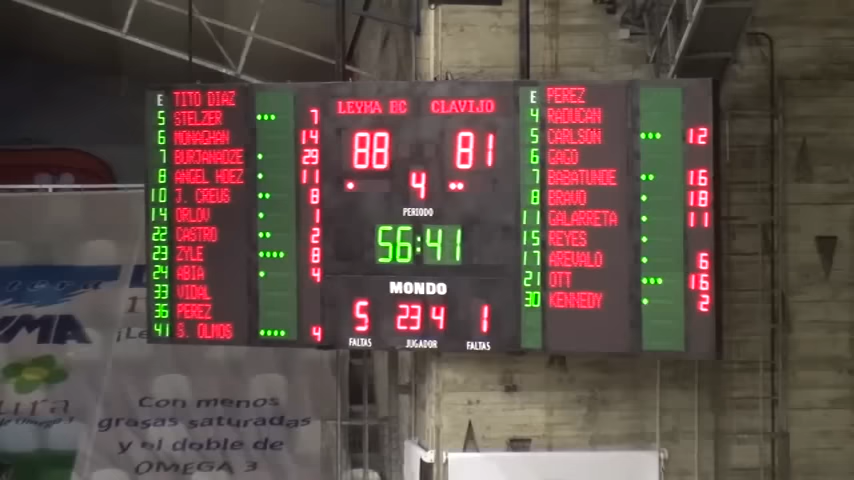 E TITO DIAZ
5 STELZER 7
6 MONAGHAN 14
7 BURJANADZE 29
8 ANGEL HDEZ 11
10 J. CREUS 8
14 ORLOV 1
22 CASTRO 2
23 ZYLE 8
24 ABIA 4
33 VIDAL
36 PEREZ
41 S. OLMOS 4
LEYMA BC CLAVIJO
88 81
4
PERIODO
56:41
MONDO
5 23 4 1
FALTAS JUGADOR FALTAS
E PEREZ
4 RADUCAN
5 CARLSON 12
6 GAGO
7 BABATUNDE 16
8 BRAVO 18
11 GALARRETA 11
15 REYES
17 AREVALO 6
21 OTT 16
30 KENNEDY 2
Con menos
grasas saturadas
y el doble de
OMEGA 3